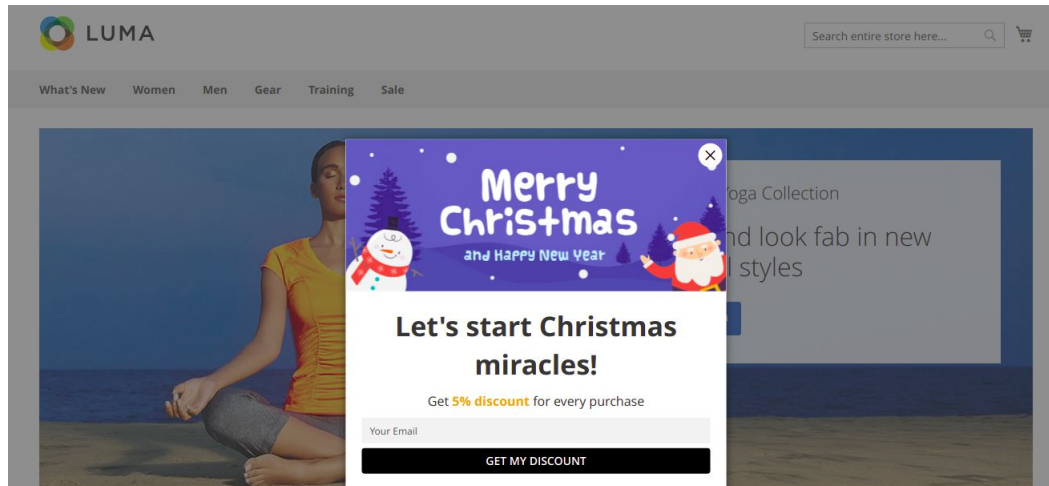 LUMA
Search entire store here...
What's New Women Men Gear Training Sale
Merry
Christmas
and Happy New Year
Yoga Collection
look fab in new
styles
Let's start Christmas
miracles!
Get 5% discount for every purchase
Your Email
GET MY DISCOUNT